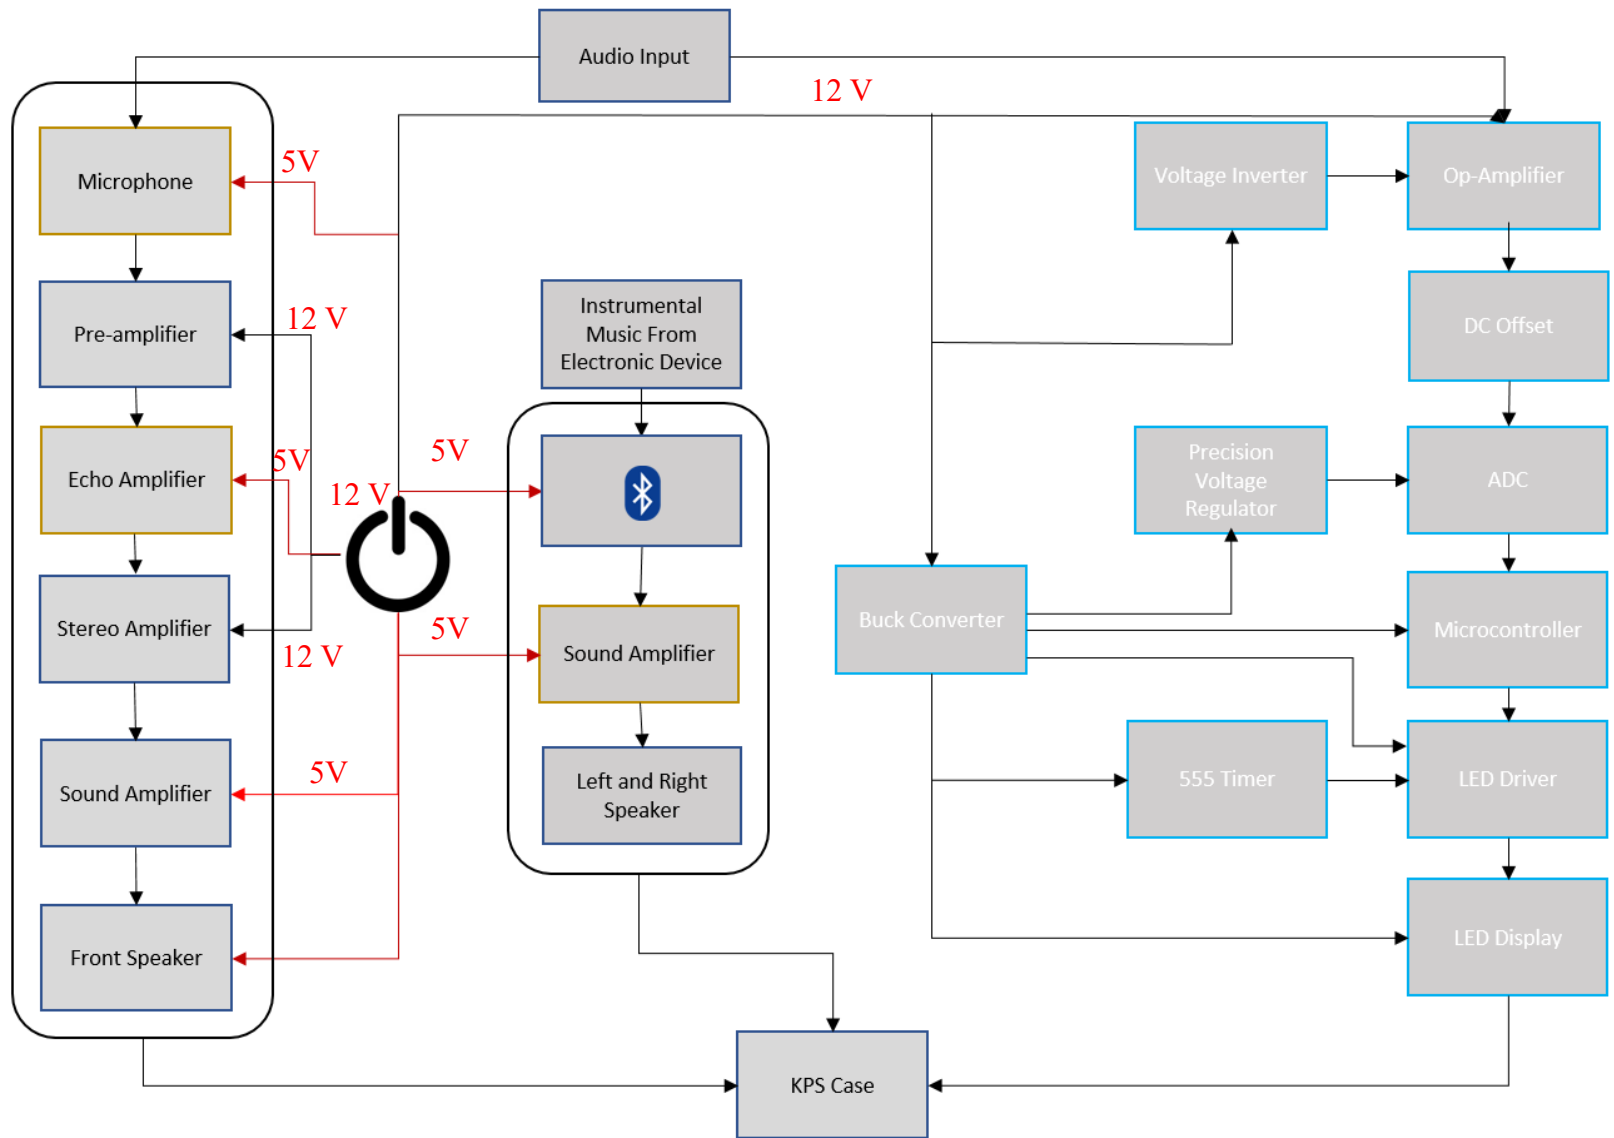 Audio Input
12 V
Microphone
5V
Voltage Inverter
Op-Amplifier
Pre-amplifier
12 V
Instrumental
Music From
Electronic Device
DC Offset
Echo Amplifier
5V
12 V
5V
Precision
Voltage
Regulator
ADC
Stereo Amplifier
12 V
5V
Sound Amplifier
Buck Converter
Microcontroller
Sound Amplifier
5V
Left and Right
Speaker
555 Timer
LED Driver
Front Speaker
LED Display
KPS Case